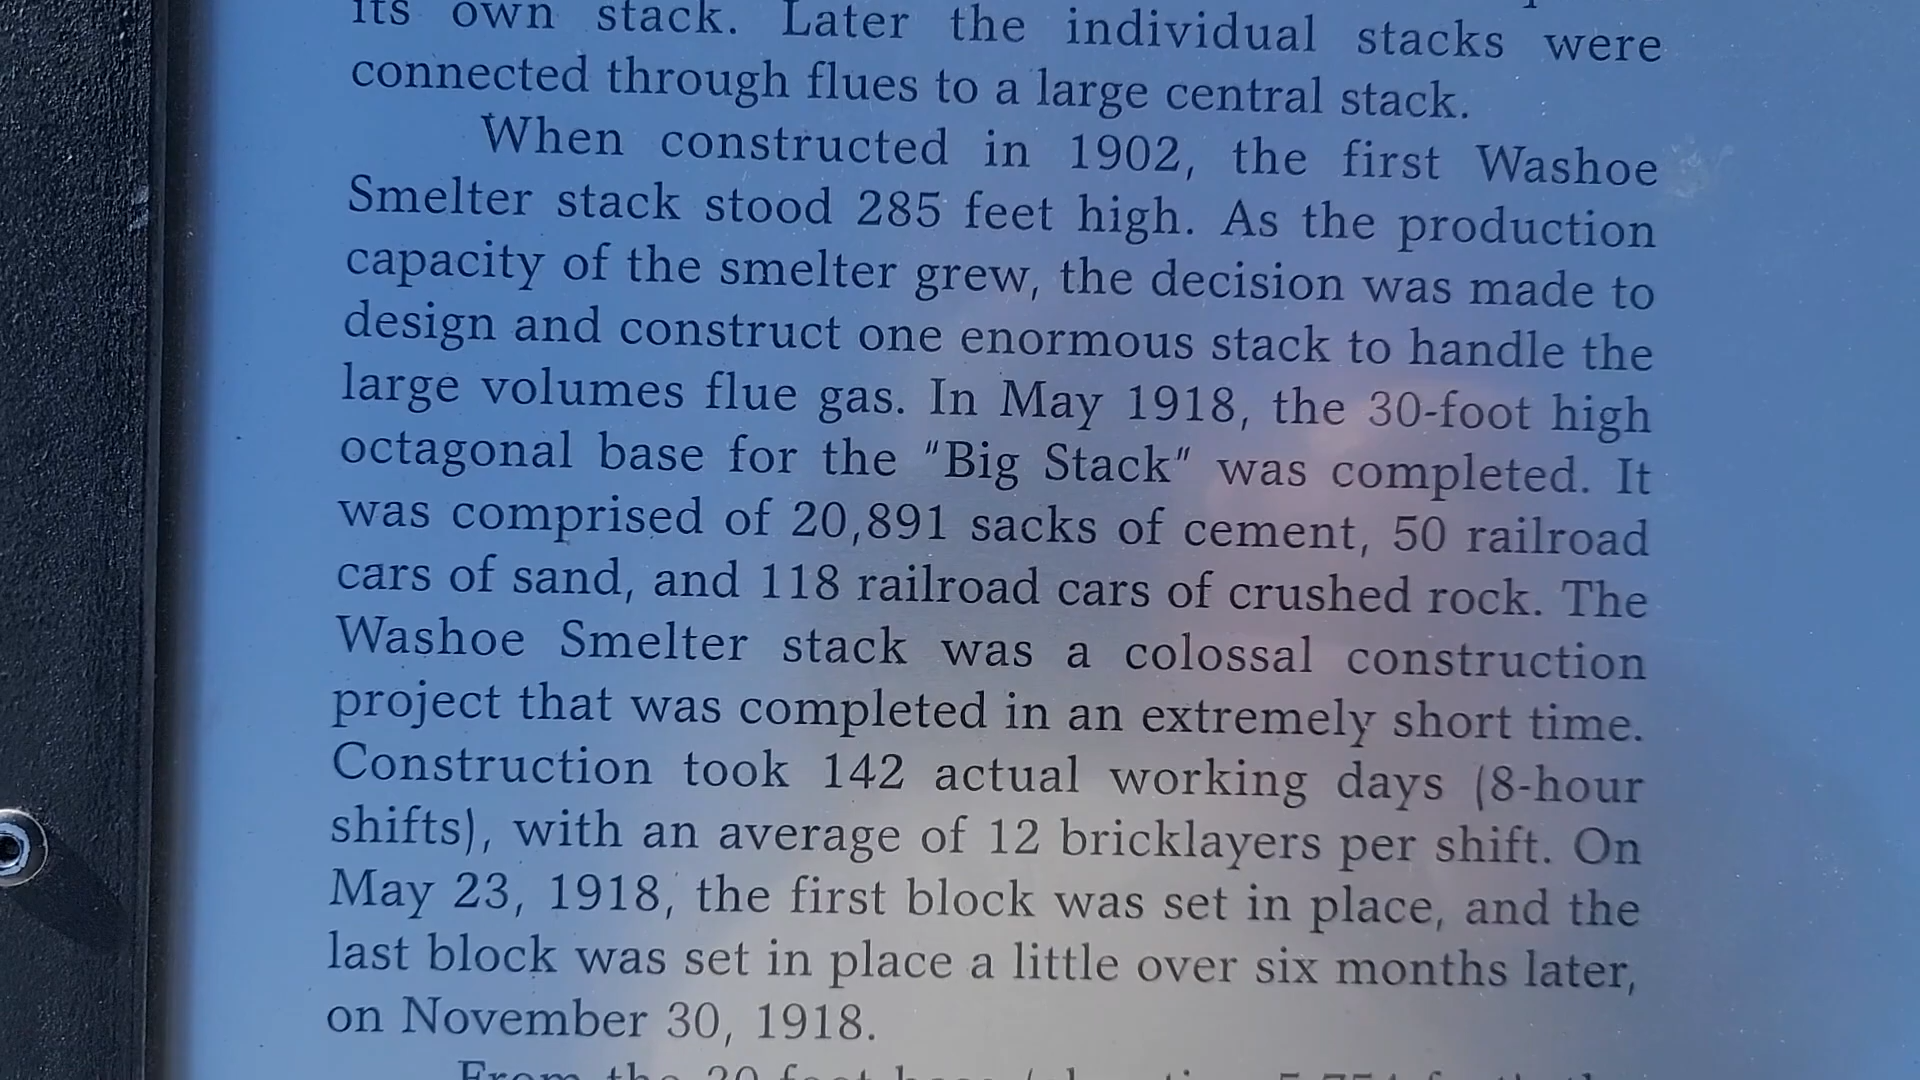 its own stack. Later the individual stacks were
connected through flues to a large central stack.
When constructed in 1902, the first Washoe
Smelter stack stood 285 feet high. As the production
capacity of the smelter grew, the decision was made to
design and construct one enormous stack to handle the
large volumes flue gas. In May 1918, the 30-foot high
octagonal base for the "Big Stack" was completed. It
was comprised of 20,891 sacks of cement, 50 railroad
cars of sand, and 118 railroad cars of crushed rock. The
Washoe Smelter stack was a colossal construction
project that was completed in an extremely short time.
Construction took 142 actual working days (8-hour
shifts), with an average of 12 bricklayers per shift. On
May 23, 1918, the first block was set in place, and the
last block was set in place a little over six months later,
on November 30, 1918.
From the